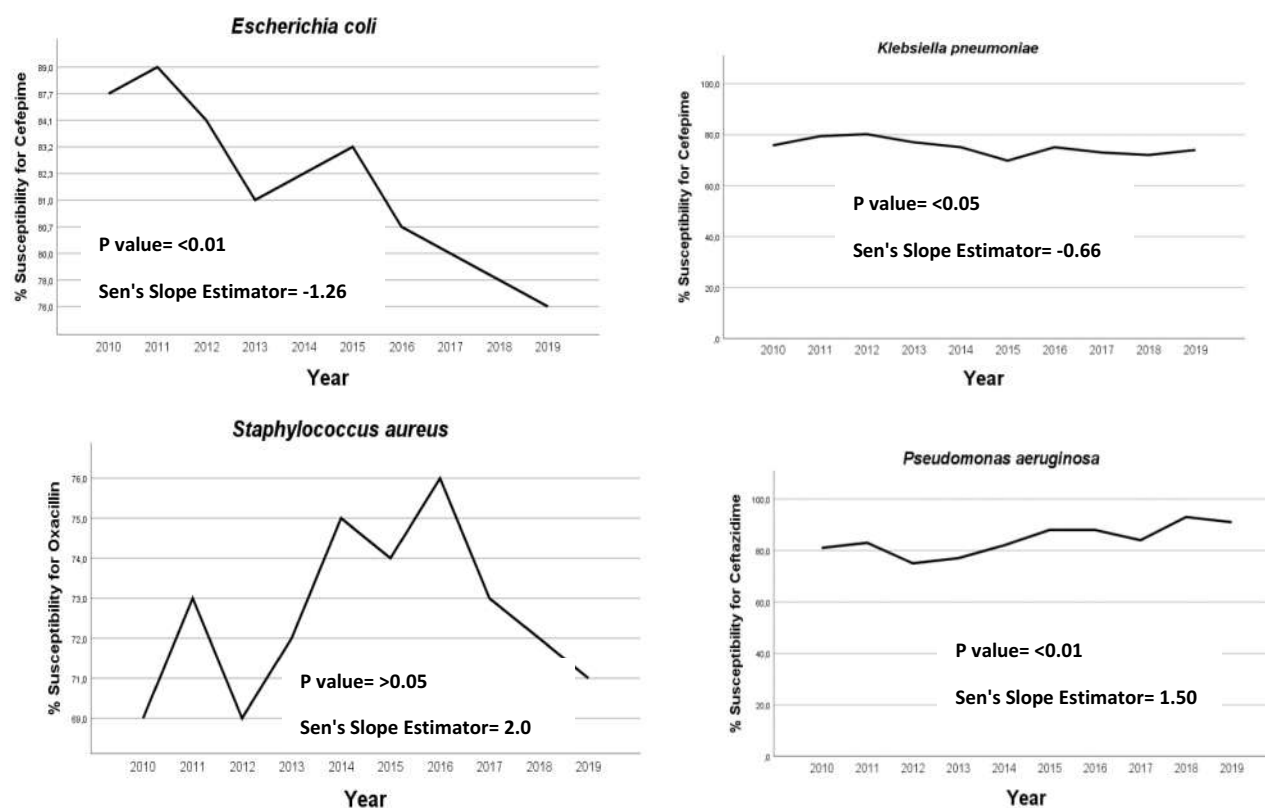 Escherichia coli
% Susceptibility for Cefepime
89,0
87,7
84,1
83,2
82,3
81,0
80,7
80,0
78,0
76,0
P value= <0.01
Sen's Slope Estimator= -1.26
2010 2011 2012 2013 2014 2015 2016 2017 2018 2019
Year
Klebsiella pneumoniae
% Susceptibility for Cefepime
100,0
80,0
60,0
40,0
20,0
,0
P value= <0.05
Sen's Slope Estimator= -0.66
2010 2011 2012 2013 2014 2015 2016 2017 2018 2019
Year
Staphylococcus aureus
% Susceptibility for Oxacillin
76,0
75,0
74,0
73,0
72,0
71,0
69,0
P value= >0.05
Sen's Slope Estimator= 2.0
2010 2011 2012 2013 2014 2015 2016 2017 2018 2019
Year
Pseudomonas aeruginosa
% Susceptibility for Ceftazidime
100,0
80,0
60,0
40,0
20,0
,0
P value= <0.01
Sen's Slope Estimator= 1.50
2010 2011 2012 2013 2014 2015 2016 2017 2018 2019
Year